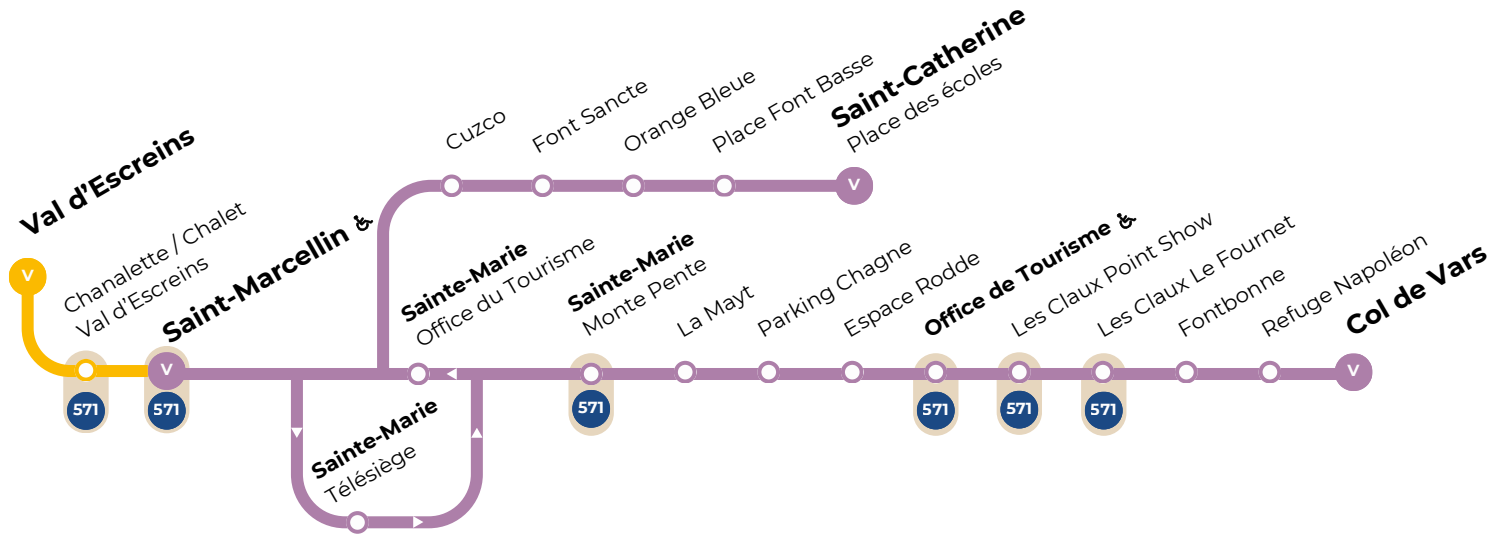 Cuzco
Font Sancte
Orange Bleue
Place Font Basse
Saint-Catherine
Place des écoles
V
Val d'Escreins
V
Chanalette / Chalet
Val d'Escreins
571
Saint-Marcellin
V
571
Sainte-Marie
Office du Tourisme
Sainte-Marie
Monte Pente
571
La Mayt
Parking Chagne
Espace Rodde
Office de Tourisme
571
Les Claux Point Show
571
Les Claux Le Fournet
571
Fontbonne
Refuge Napoléon
Col de Vars
V
Sainte-Marie
Télésiège